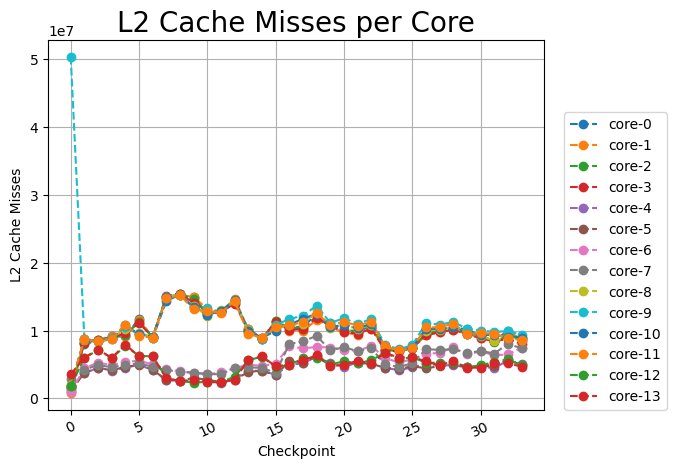 L2 Cache Misses per Core
1e7
5
4
3
2
1
0
L2 Cache Misses
0 5 10 15 20 25 30
Checkpoint
core-0
core-1
core-2
core-3
core-4
core-5
core-6
core-7
core-8
core-9
core-10
core-11
core-12
core-13